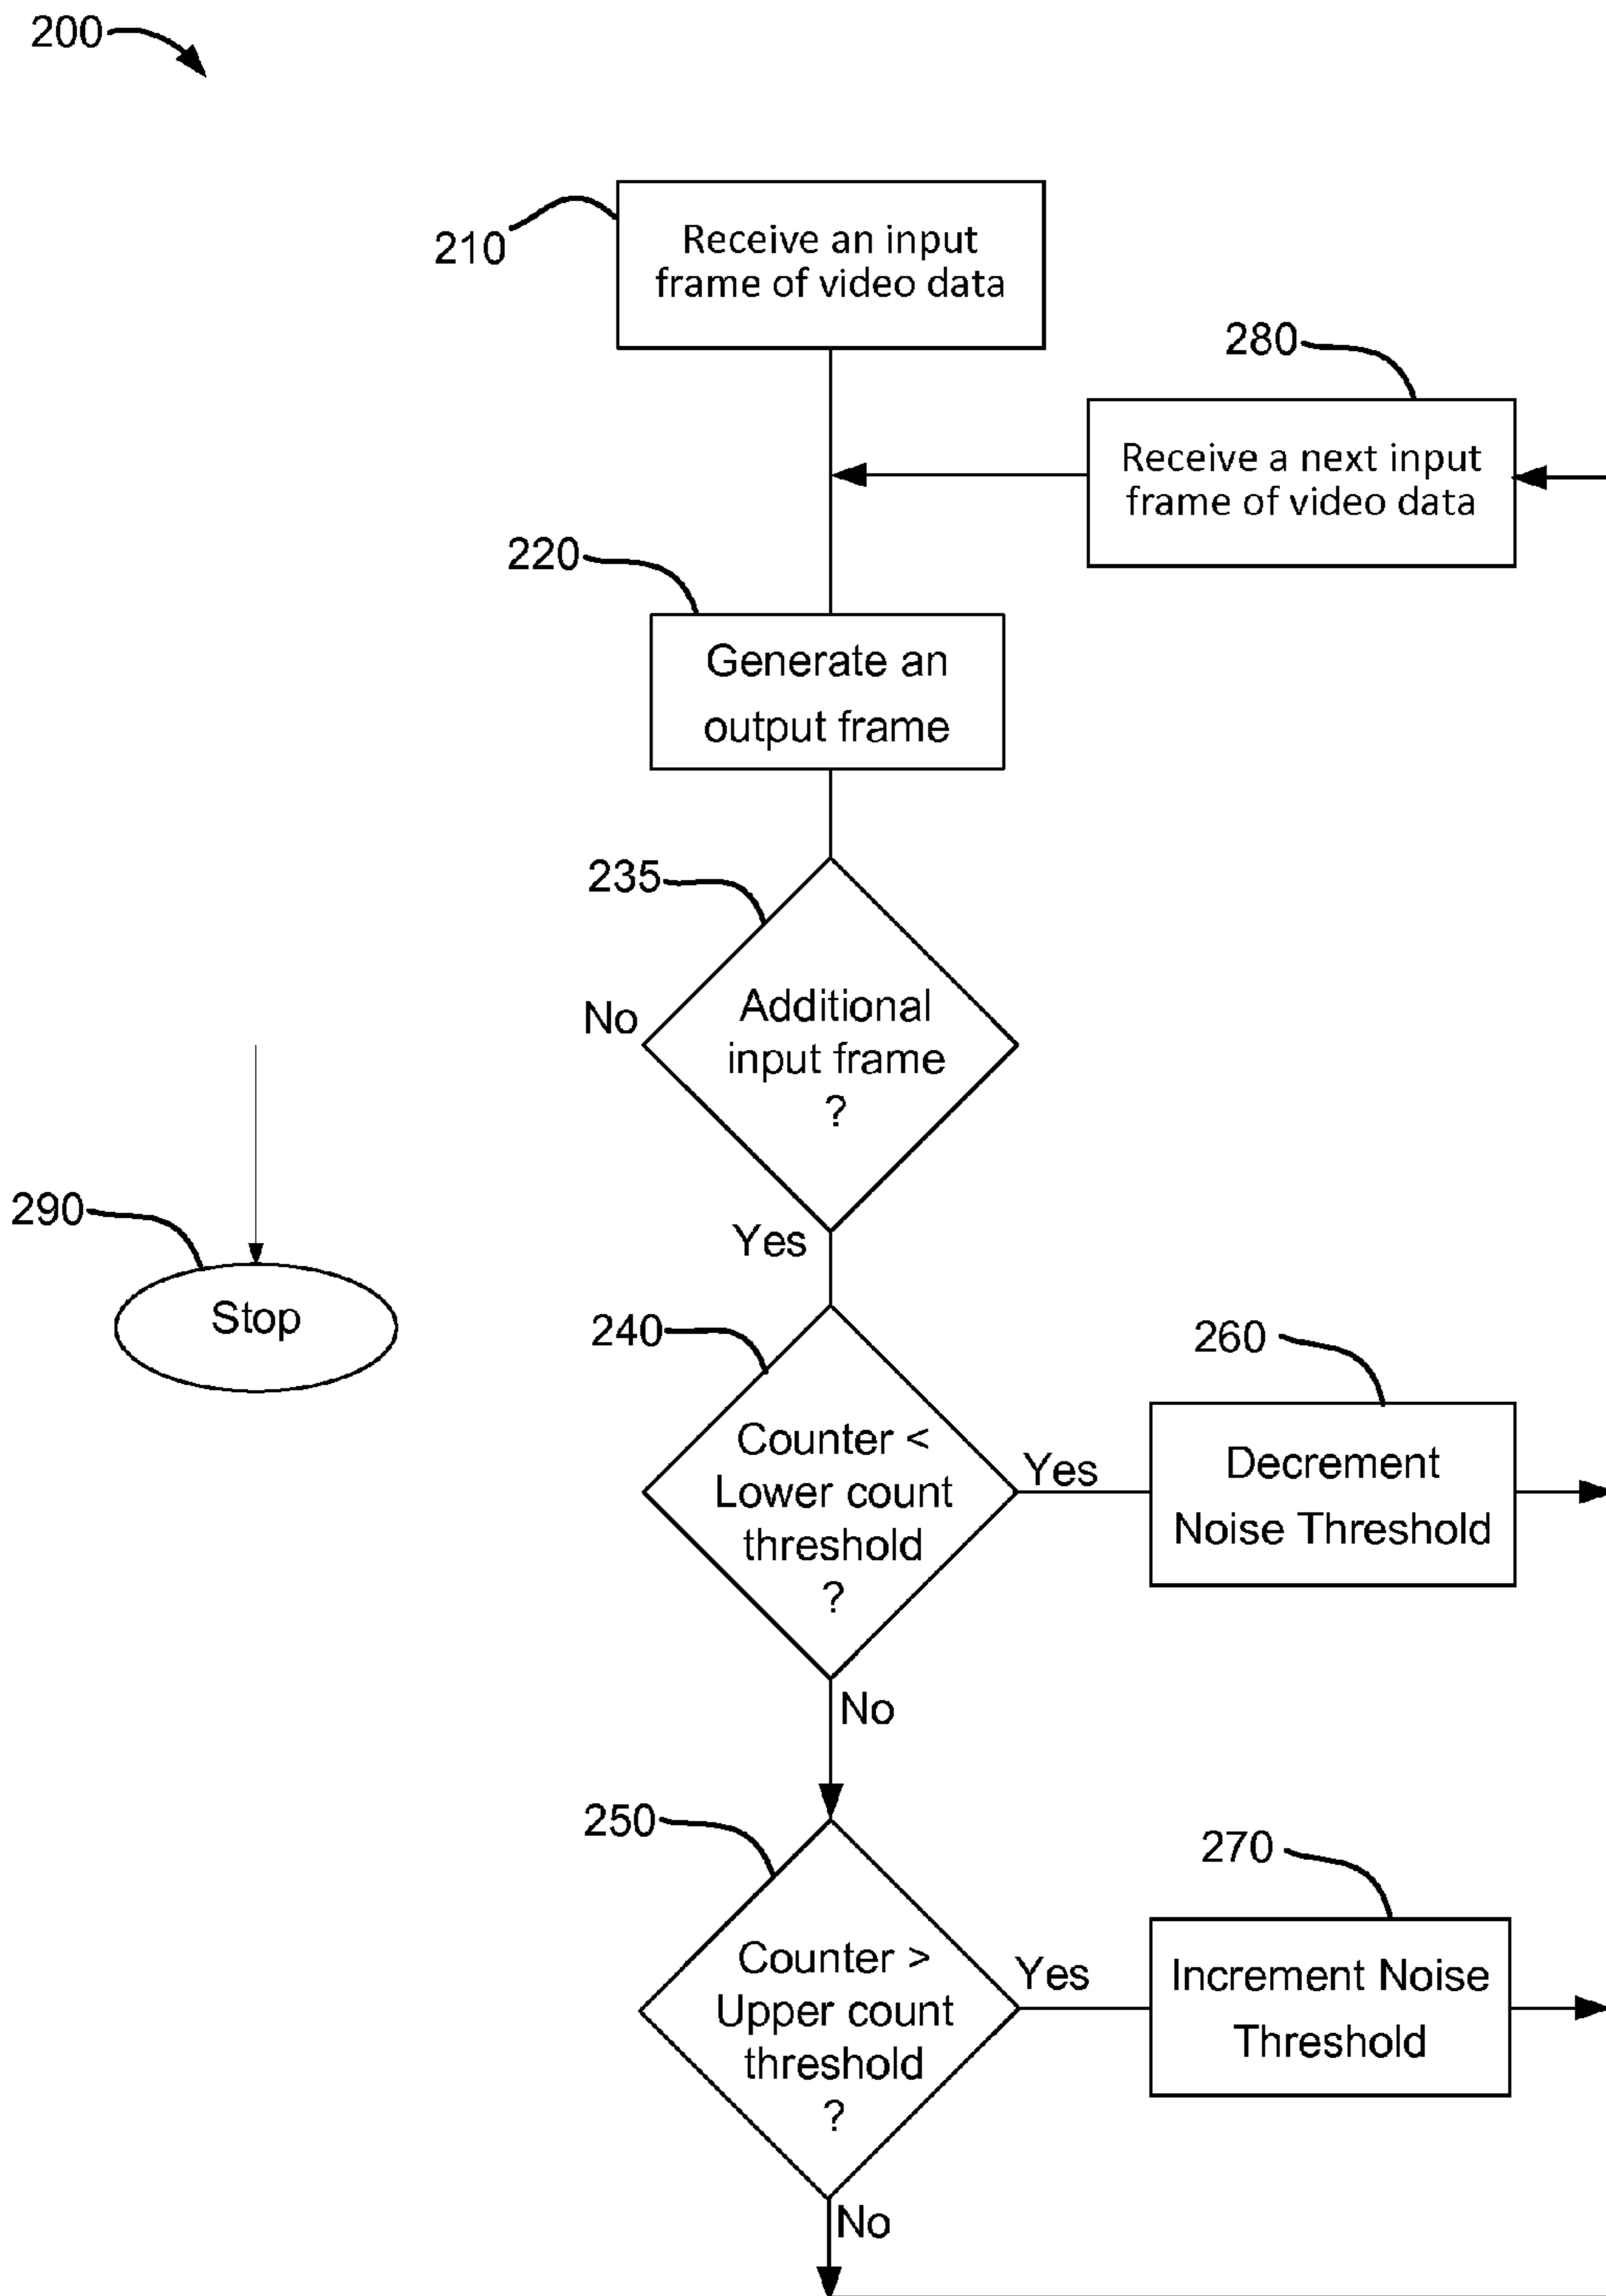 200
210
Receive an input
frame of video data
280
Receive a next input
frame of video data
220
Generate an
output frame
235
No
Additional
input frame
?
Yes
290
Stop
240
Counter <
Lower count
threshold
?
Yes
260
Decrement
Noise Threshold
No
250
Counter >
Upper count
threshold
?
Yes
270
Increment Noise
Threshold
No